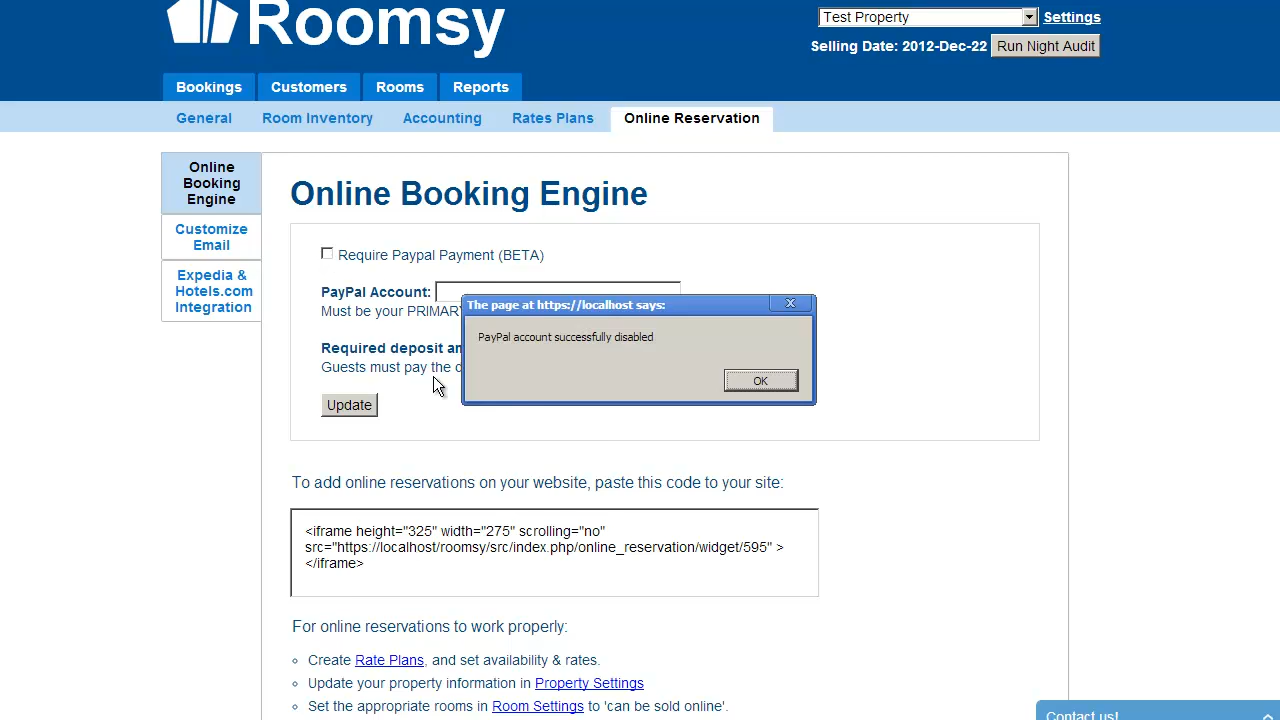 Roomsy
Test Property
Settings
Selling Date: 2012-Dec-22
Run Night Audit
Bookings
Customers
Rooms
Reports
General
Room Inventory
Accounting
Rates Plans
Online Reservation
Online
Booking
Engine
Customize
Email
Expedia &
Hotels.com
Integration
Online Booking Engine
Require Paypal Payment (BETA)
PayPal Account:
Must be your PRIMARY
Required deposit
Guests must pay the
Update
The page at https://localhost says:
PayPal account successfully disabled
OK
To add online reservations on your website, paste this code to your site:
<iframe height="325" width="275" scrolling="no"
src="https://localhost/roomsy/src/index.php/online_reservation/widget/595" >
</iframe>
For online reservations to work properly:
Create Rate Plans, and set availability & rates.
Update your property information in Property Settings
Set the appropriate rooms in Room Settings to 'can be sold online'.
Contact us!